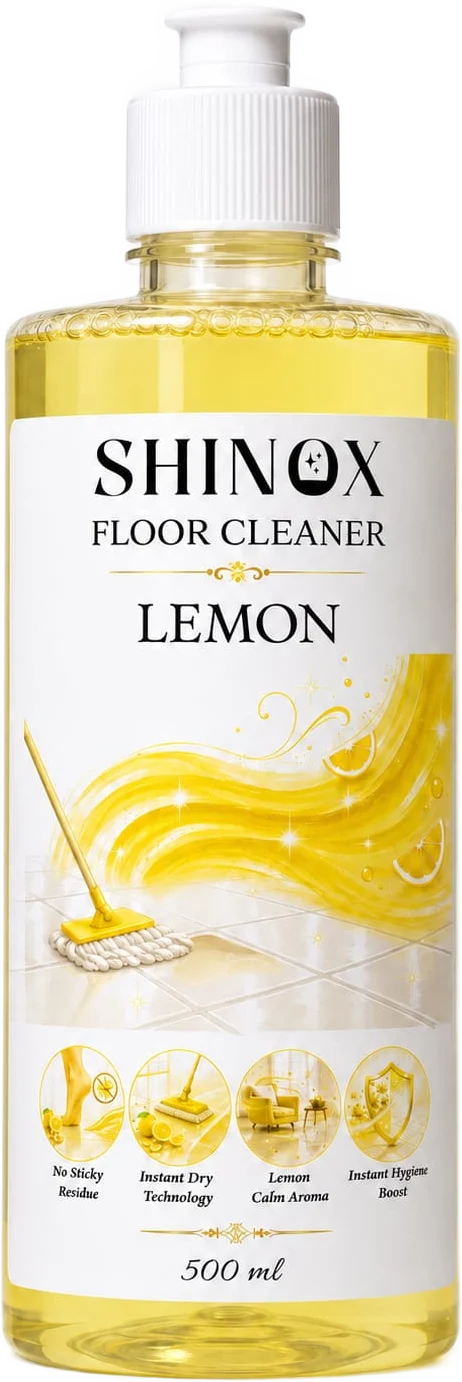 SHINOX
FLOOR CLEANER
LEMON
No Sticky
Residue
Instant Dry
Technology
Lemon
Calm Aroma
Instant Hygiene
Boost
500 ml